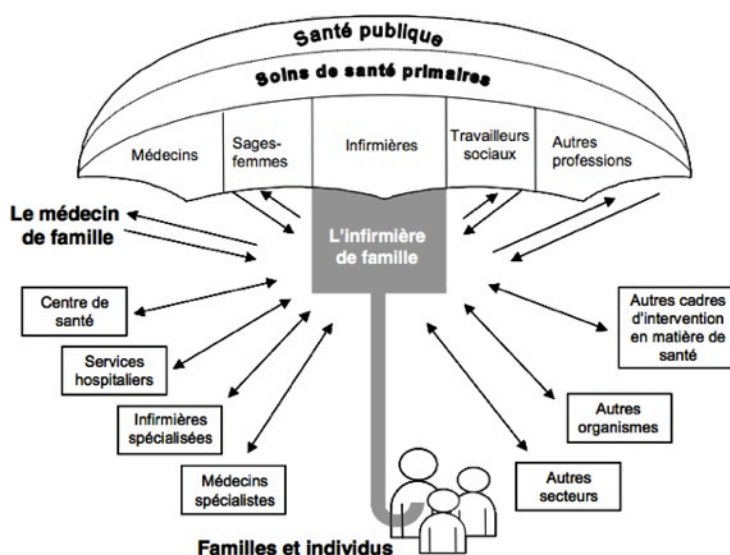 Santé publique
Soins de santé primaires
Médecins
Sages-
femmes
Infirmières
Travailleurs
sociaux
Autres
professions
Le médecin
de famille
L'infirmière
de famille
Centre de
santé
Services
hospitaliers
Infirmières
spécialisées
Médecins
spécialistes
Autres cadres
d'intervention
en matière de
santé
Autres
organismes
Autres
secteurs
Familles et individus